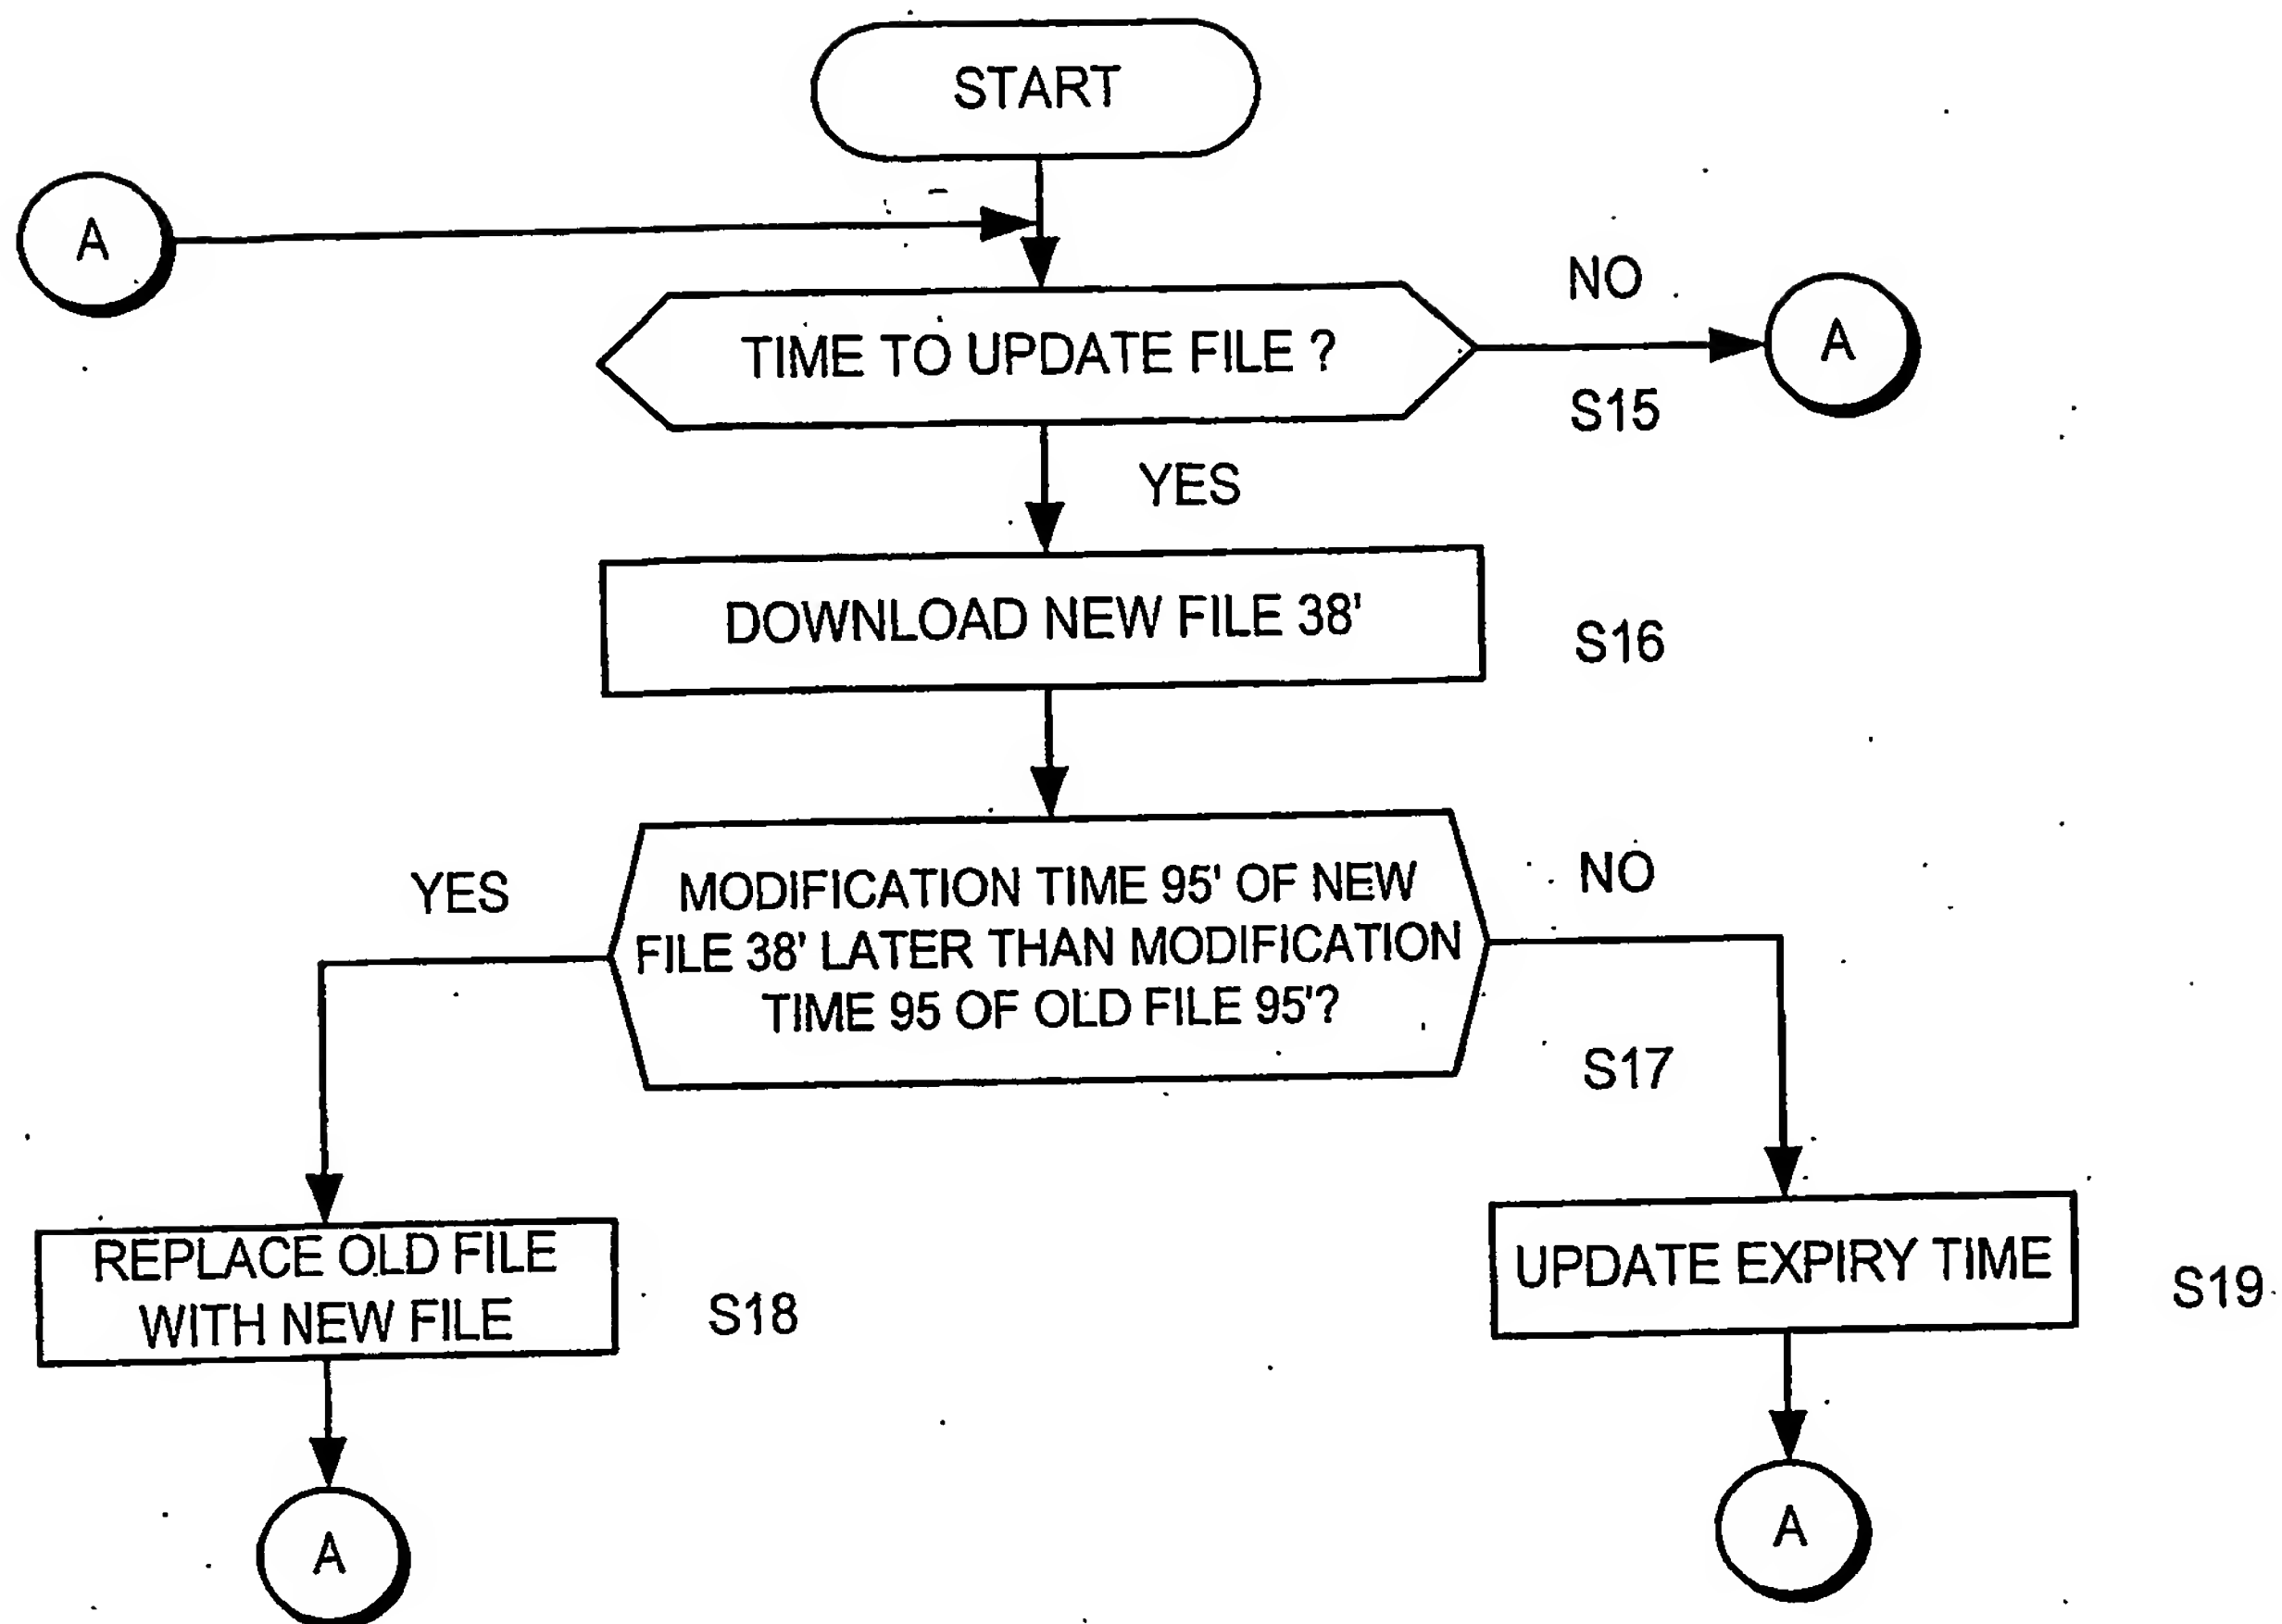 START
A
NO
TIME TO UPDATE FILE ?
A
S15
YES
DOWNLOAD NEW FILE 38'
S16
YES
MODIFICATION TIME 95' OF NEW
FILE 38' LATER THAN MODIFICATION
TIME 95 OF OLD FILE 95'?
NO
S17
REPLACE OLD FILE
WITH NEW FILE
S18
UPDATE EXPIRY TIME
S19
A
A